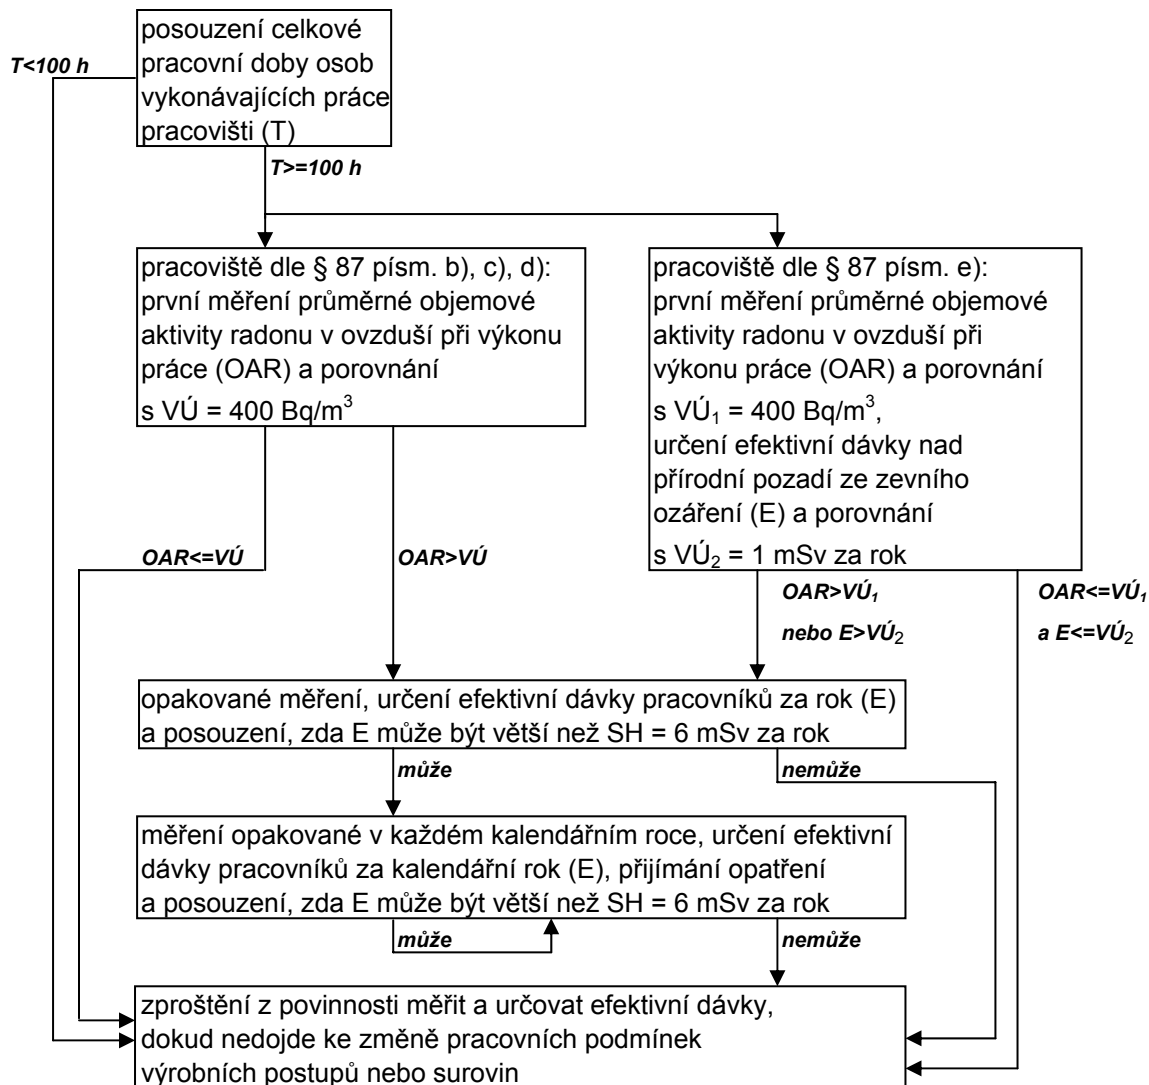 posouzení celkové
pracovní doby osob
vykonávajících práce
pracovišti (T)
T<100 h
T>=100 h
pracoviště dle § 87 písm. b), c), d):
první měření průměrné objemové
aktivity radonu v ovzduší při výkonu
práce (OAR) a porovnání
s VÚ = 400 Bq/m³
pracoviště dle § 87 písm. e):
první měření průměrné objemové
aktivity radonu v ovzduší při
výkonu práce (OAR) a porovnání
s VÚ₁ = 400 Bq/m³,
určení efektivní dávky nad
přírodní pozadí ze zevního
ozáření (E) a porovnání
s VÚ₂ = 1 mSv za rok
OAR<=VÚ
OAR>VÚ
OAR>VÚ₁
nebo E>VÚ₂
OAR<=VÚ₁
a E<=VÚ₂
opakované měření, určení efektivní dávky pracovníků za rok (E)
a posouzení, zda E může být větší než SH = 6 mSv za rok
může
nemůže
měření opakované v každém kalendářním roce, určení efektivní
dávky pracovníků za kalendářní rok (E), přijímání opatření
a posouzení, zda E může být větší než SH = 6 mSv za rok
může
nemůže
zproštění z povinnosti měřit a určovat efektivní dávky,
dokud nedojde ke změně pracovních podmínek
výrobních postupů nebo surovin